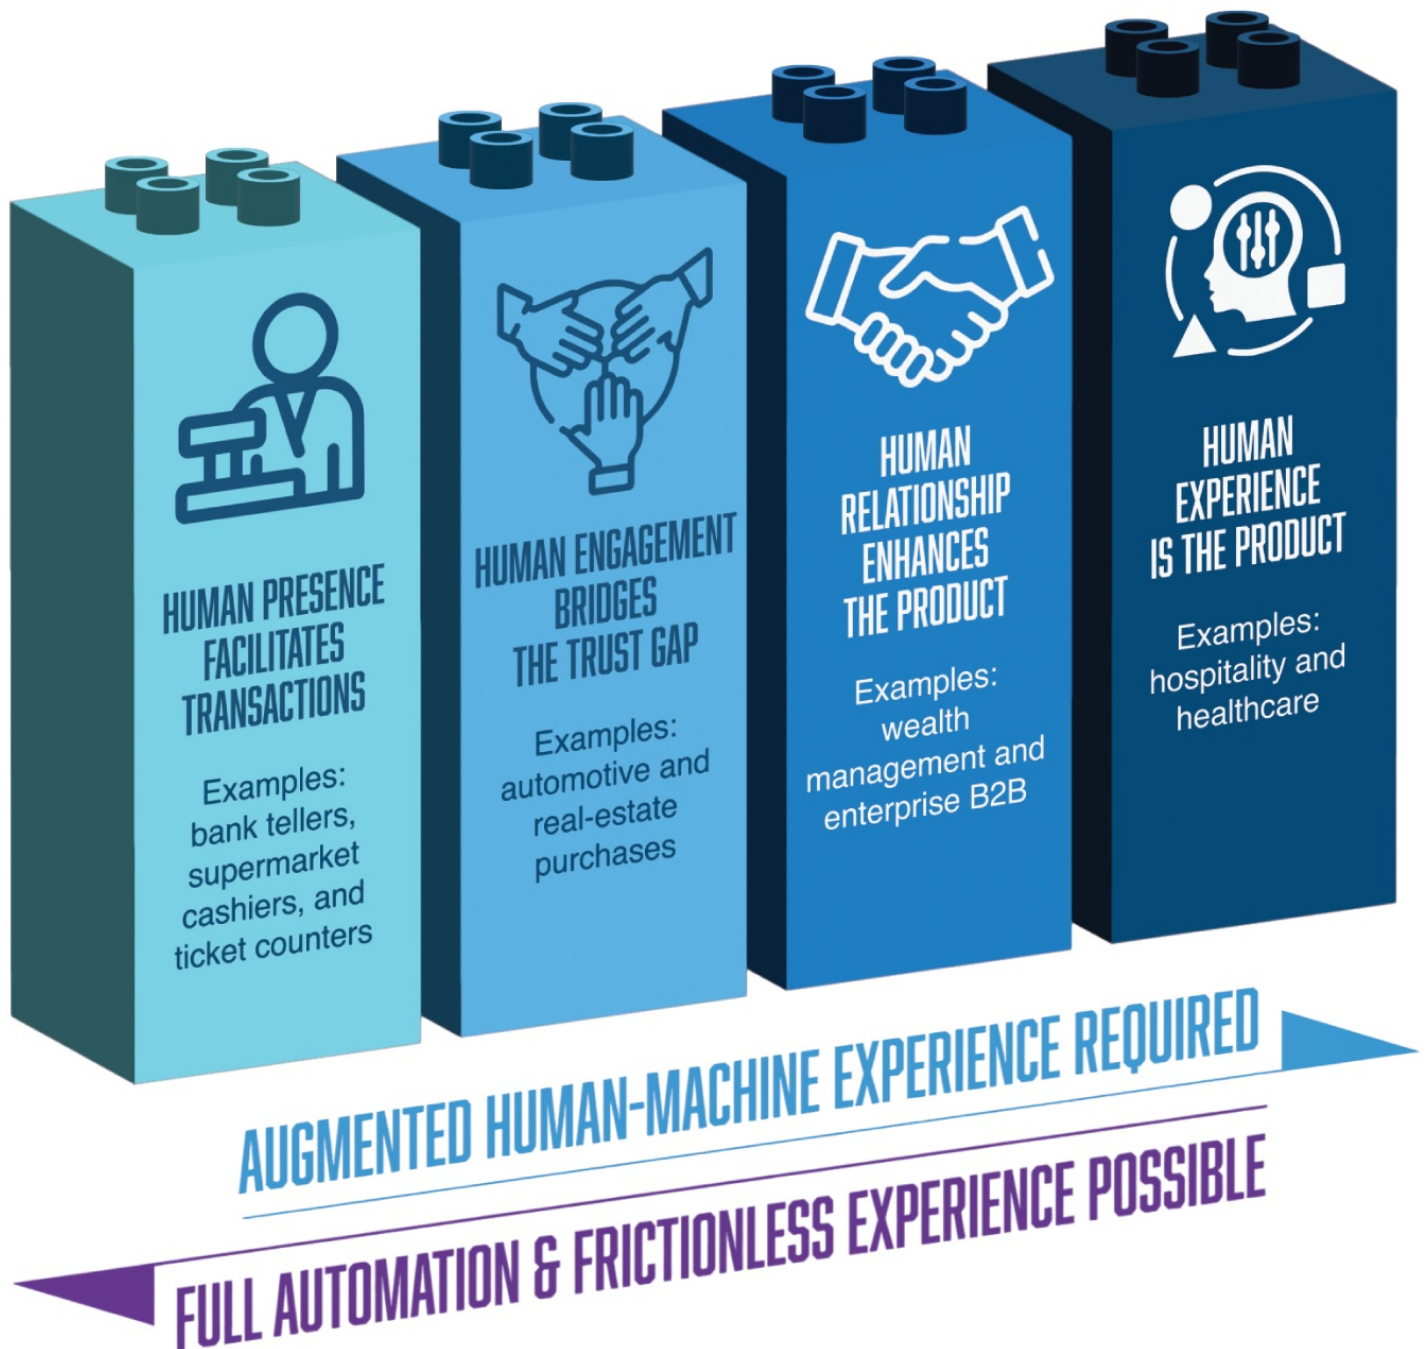 HUMAN PRESENCE
FACILITATES
TRANSACTIONS
Examples:
bank tellers,
supermarket
cashiers, and
ticket counters
HUMAN ENGAGEMENT
BRIDGES
THE TRUST GAP
Examples:
automotive and
real-estate
purchases
HUMAN
RELATIONSHIP
ENHANCES
THE PRODUCT
Examples:
wealth
management and
enterprise B2B
HUMAN
EXPERIENCE
IS THE PRODUCT
Examples:
hospitality and
healthcare
AUGMENTED HUMAN-MACHINE EXPERIENCE REQUIRED
FULL AUTOMATION & FRICTIONLESS EXPERIENCE POSSIBLE